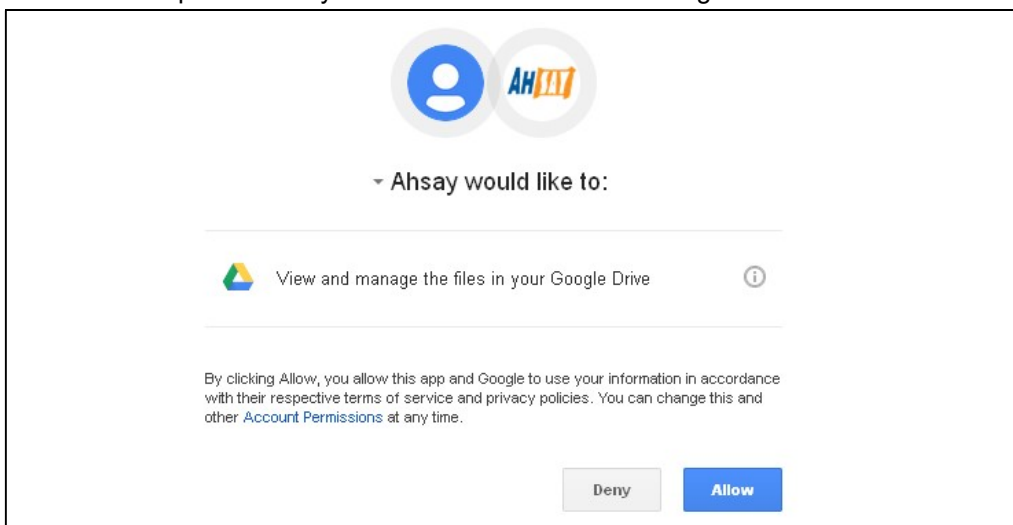 AHSAY
Ahsay would like to:
View and manage the files in your Google Drive
By clicking Allow, you allow this app and Google to use your information in accordance
with their respective terms of service and privacy policies. You can change this and
other Account Permissions at any time.
Deny Allow